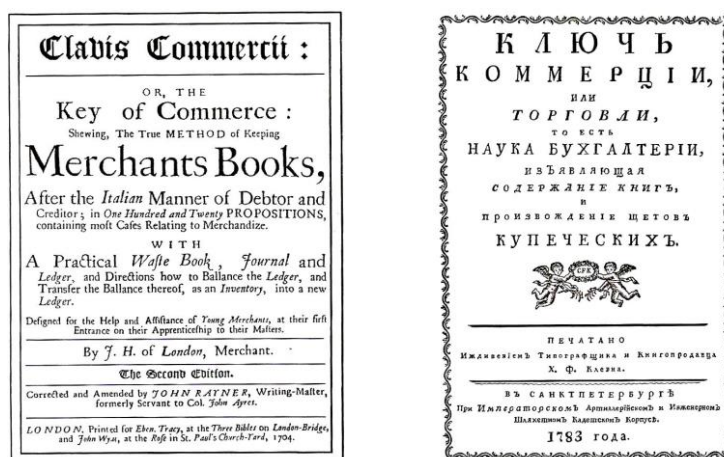 Clavis Commercii :
OR, THE
Key of Commerce :
Shewing, The True METHOD of Keeping
Merchants Books,
After the Italian Manner of Debtor and
Creditor ; in One Hundred and Twenty PROPOSITIONS,
containing moſt Caſes Relating to Merchandize.
WITH
A Practical Waſte Book, Journal and
Ledger, and Directions how to Ballance the Ledger, and
Transfer the Ballance thereof, as an Inventory, into a new
Ledger.
Deſigned for the Help and Aſſiſtance of Young Merchants, at their firſt
Entrance on their Apprenticeſhip to their Maſters.
By J. H. of London, Merchant.
The Second Edition.
Corrected and Amended by JOHN RAYNER, Writing-Maſter,
formerly Servant to Col. John Ayres.
LONDON, Printed for Eben. Tracy, at the Three Bibles on London-Bridge,
and John Wyat, at the Roſe in St. Paul's Church-Yard, 1704.
КЛЮЧЬ
КОММЕРЦІИ,
ИЛИ
ТОРГОВЛИ,
ТО ЕСТЬ
НАУКА БУХГАЛТЕРІИ,
ИЗЪЯВЛЯЮЩАЯ
СОДЕРЖАНІЕ КНИГЪ,
И
ПРОИЗВОЖДЕНІЕ ЩЕТОВЪ
КУПЕЧЕСКИХЪ.
ПЕЧАТАНО
Иждивеніемъ Типографщика и Книгопродавца
Х. Ф. Клеэна.
ВЪ САНКТПЕТЕРБУРГѢ
При Императорскомъ Артиллерійскомъ и Инженерномъ
Шляхетномъ Кадетскомъ Корпусѣ.
1783 года.